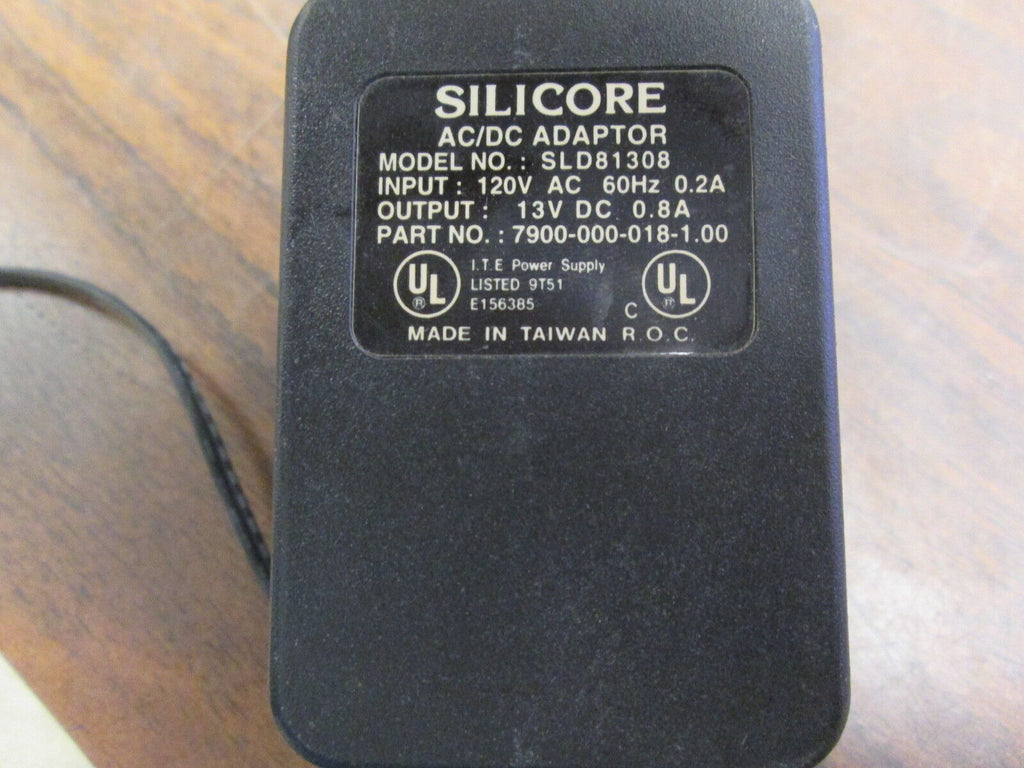 SILICORE
AC/DC ADAPTOR
MODEL NO. : SLD81308
INPUT : 120V AC 60Hz 0.2A
OUTPUT : 13V DC 0.8A
PART NO. : 7900-000-018-1.00
UL ® I.T.E Power Supply C UL ®
LISTED 9T51
E156385
MADE IN TAIWAN R.O.C.